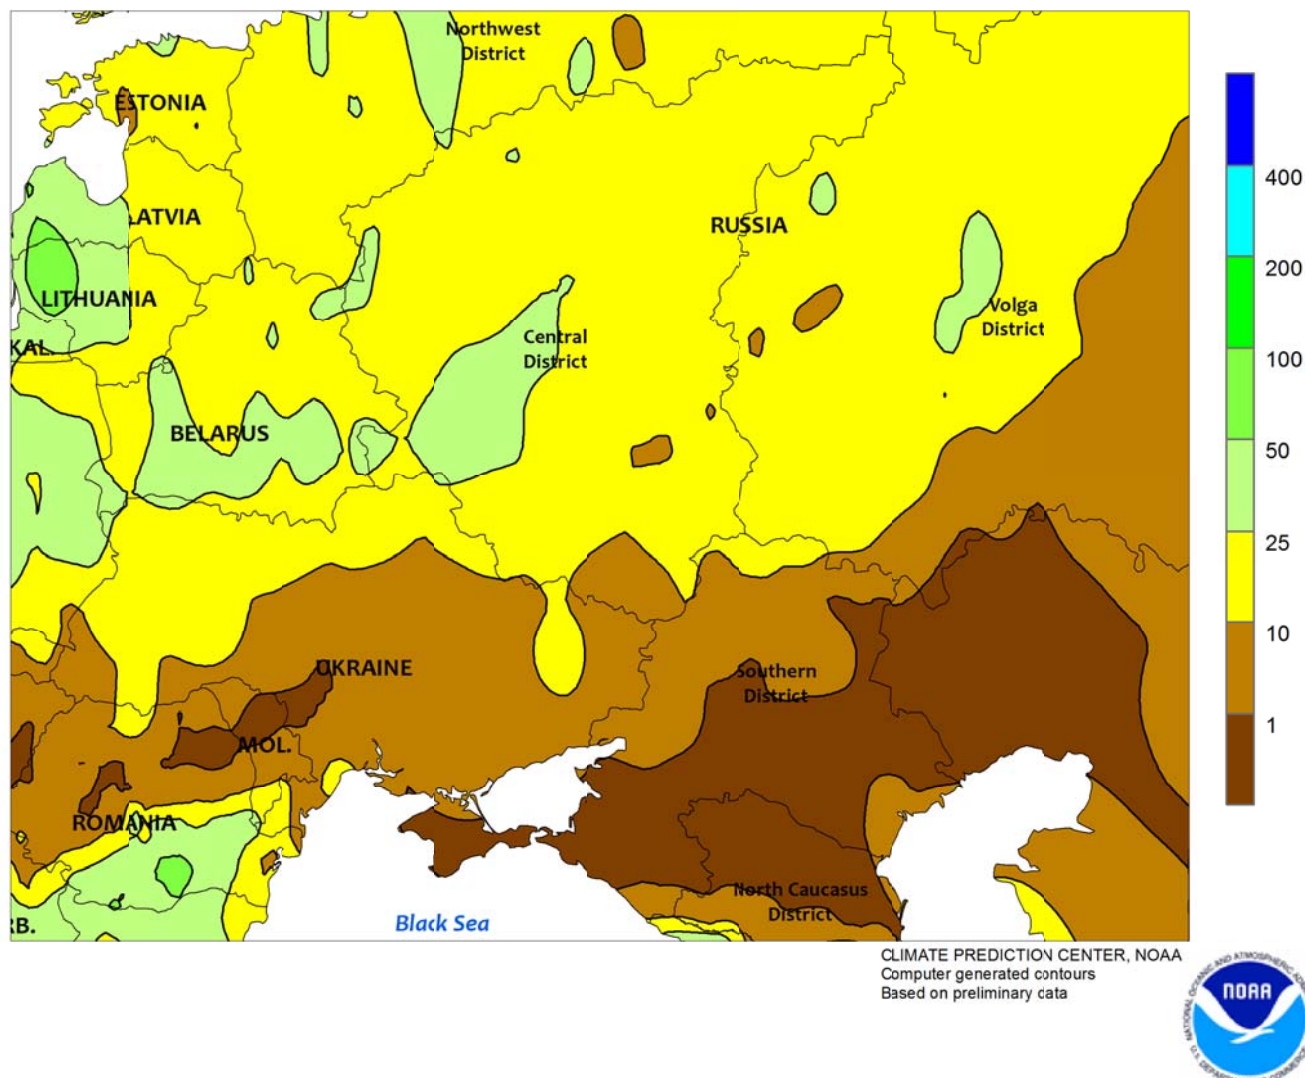 Northwest
District
ESTONIA
LATVIA
RUSSIA
LITHUANIA
Volga
District
KAL.
Central
District
BELARUS
UKRAINE
Southern
District
MOL.
ROMANIA
North Caucasus
District
RB.
Black Sea
400
200
100
50
25
10
1
CLIMATE PREDICTION CENTER, NOAA
Computer generated contours
Based on preliminary data
NOAA